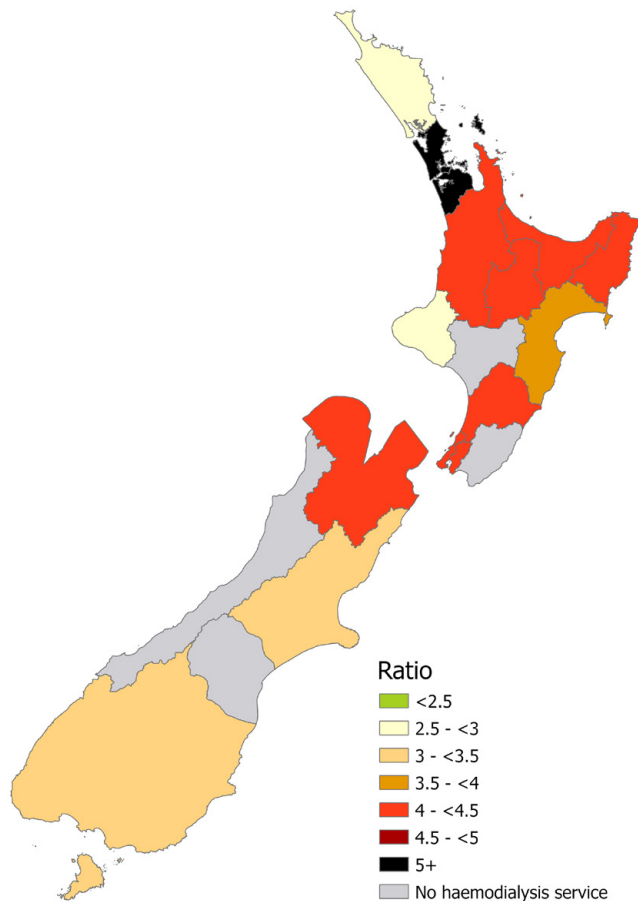 Ratio
<2.5
2.5 - <3
3 - <3.5
3.5 - <4
4 - <4.5
4.5 - <5
5+
No haemodialysis service